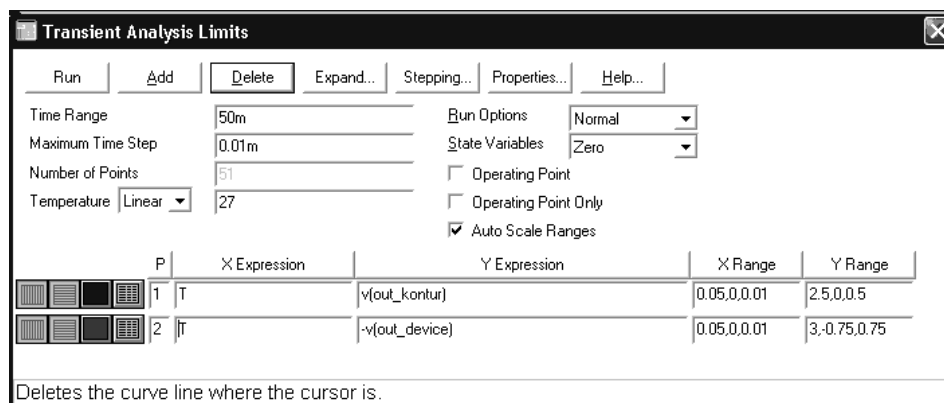 Transient Analysis Limits
Run Add Delete Expand... Stepping... Properties... Help...
Time Range 50m Run Options Normal
Maximum Time Step 0.01m State Variables Zero
Number of Points 51 Operating Point
Temperature Linear 27 Operating Point Only
Auto Scale Ranges
P X Expression Y Expression X Range Y Range
1 T v(out_kontur) 0.05,0,0.01 2.5,0,0.5
2 T -v(out_device) 0.05,0,0.01 3,-0.75,0.75
Deletes the curve line where the cursor is.